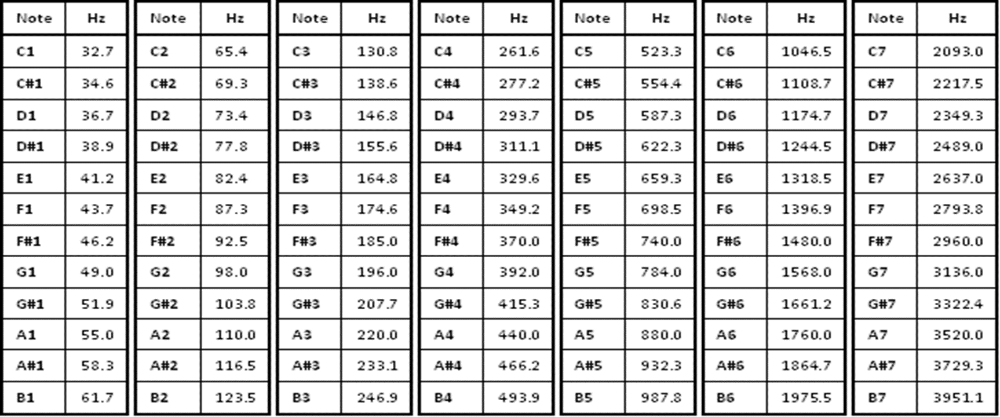 Note Hz Note Hz Note Hz Note Hz Note Hz Note Hz Note Hz
C1 32.7 C2 65.4 C3 130.8 C4 261.6 C5 523.3 C6 1046.5 C7 2093.0
C#1 34.6 C#2 69.3 C#3 138.6 C#4 277.2 C#5 554.4 C#6 1108.7 C#7 2217.5
D1 36.7 D2 73.4 D3 146.8 D4 293.7 D5 587.3 D6 1174.7 D7 2349.3
D#1 38.9 D#2 77.8 D#3 155.6 D#4 311.1 D#5 622.3 D#6 1244.5 D#7 2489.0
E1 41.2 E2 82.4 E3 164.8 E4 329.6 E5 659.3 E6 1318.5 E7 2637.0
F1 43.7 F2 87.3 F3 174.6 F4 349.2 F5 698.5 F6 1396.9 F7 2793.8
F#1 46.2 F#2 92.5 F#3 185.0 F#4 370.0 F#5 740.0 F#6 1480.0 F#7 2960.0
G1 49.0 G2 98.0 G3 196.0 G4 392.0 G5 784.0 G6 1568.0 G7 3136.0
G#1 51.9 G#2 103.8 G#3 207.7 G#4 415.3 G#5 830.6 G#6 1661.2 G#7 3322.4
A1 55.0 A2 110.0 A3 220.0 A4 440.0 A5 880.0 A6 1760.0 A7 3520.0
A#1 58.3 A#2 116.5 A#3 233.1 A#4 466.2 A#5 932.3 A#6 1864.7 A#7 3729.3
B1 61.7 B2 123.5 B3 246.9 B4 493.9 B5 987.8 B6 1975.5 B7 3951.1